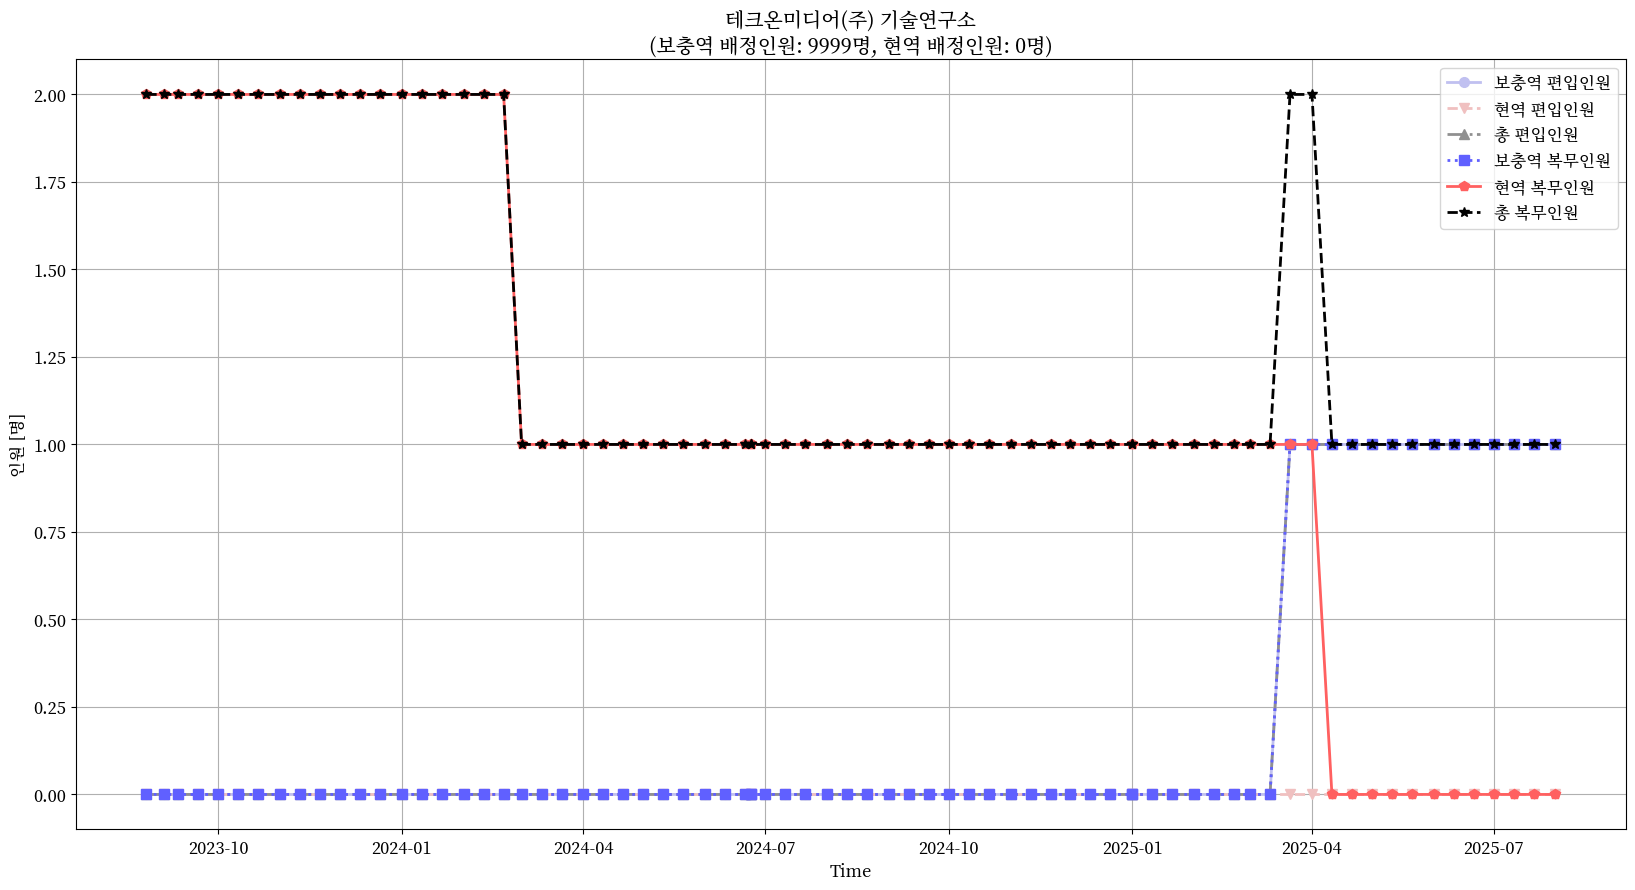 테크온미디어(주) 기술연구소
(보충역 배정인원: 9999명, 현역 배정인원: 0명)
보충역 편입인원
현역 편입인원
총 편입인원
보충역 복무인원
현역 복무인원
총 복무인원
인원 [명]
2.00
1.75
1.50
1.25
1.00
0.75
0.50
0.25
0.00
2023-10
2024-01
2024-04
2024-07
2024-10
2025-01
2025-04
2025-07
Time